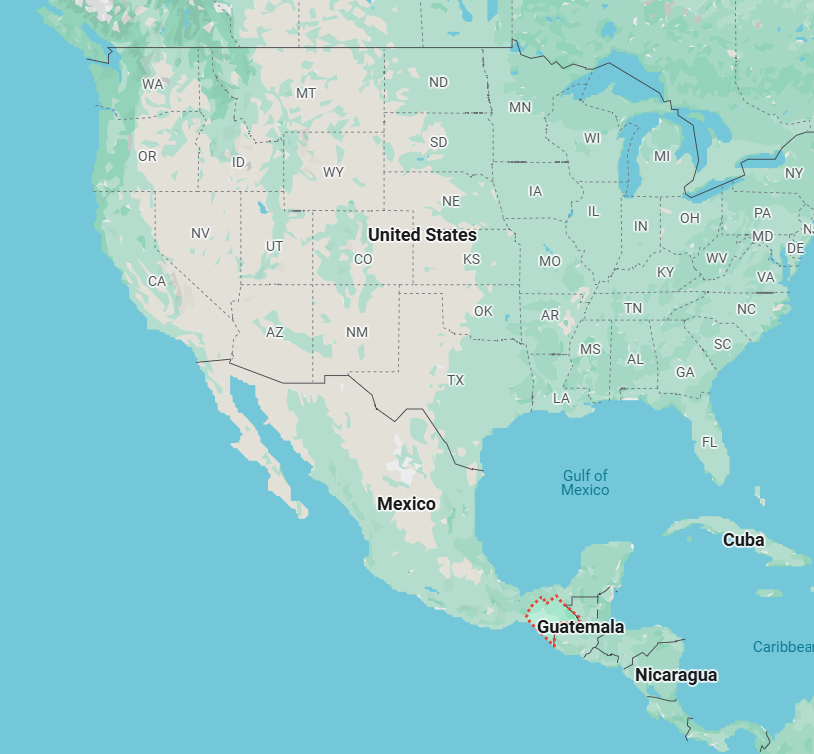 WA
MT
ND
MN
OR
ID
SD
WI
MI
NY
WY
NE
IA
IL
IN
OH
PA
MD
NJ
NV
UT
United States
CO
KS
MO
WV
DE
CA
KY
VA
AZ
NM
OK
AR
TN
NC
TX
MS
AL
SC
GA
LA
FL
Gulf of
Mexico
Mexico
Cuba
Guatemala
Caribbean
Nicaragua